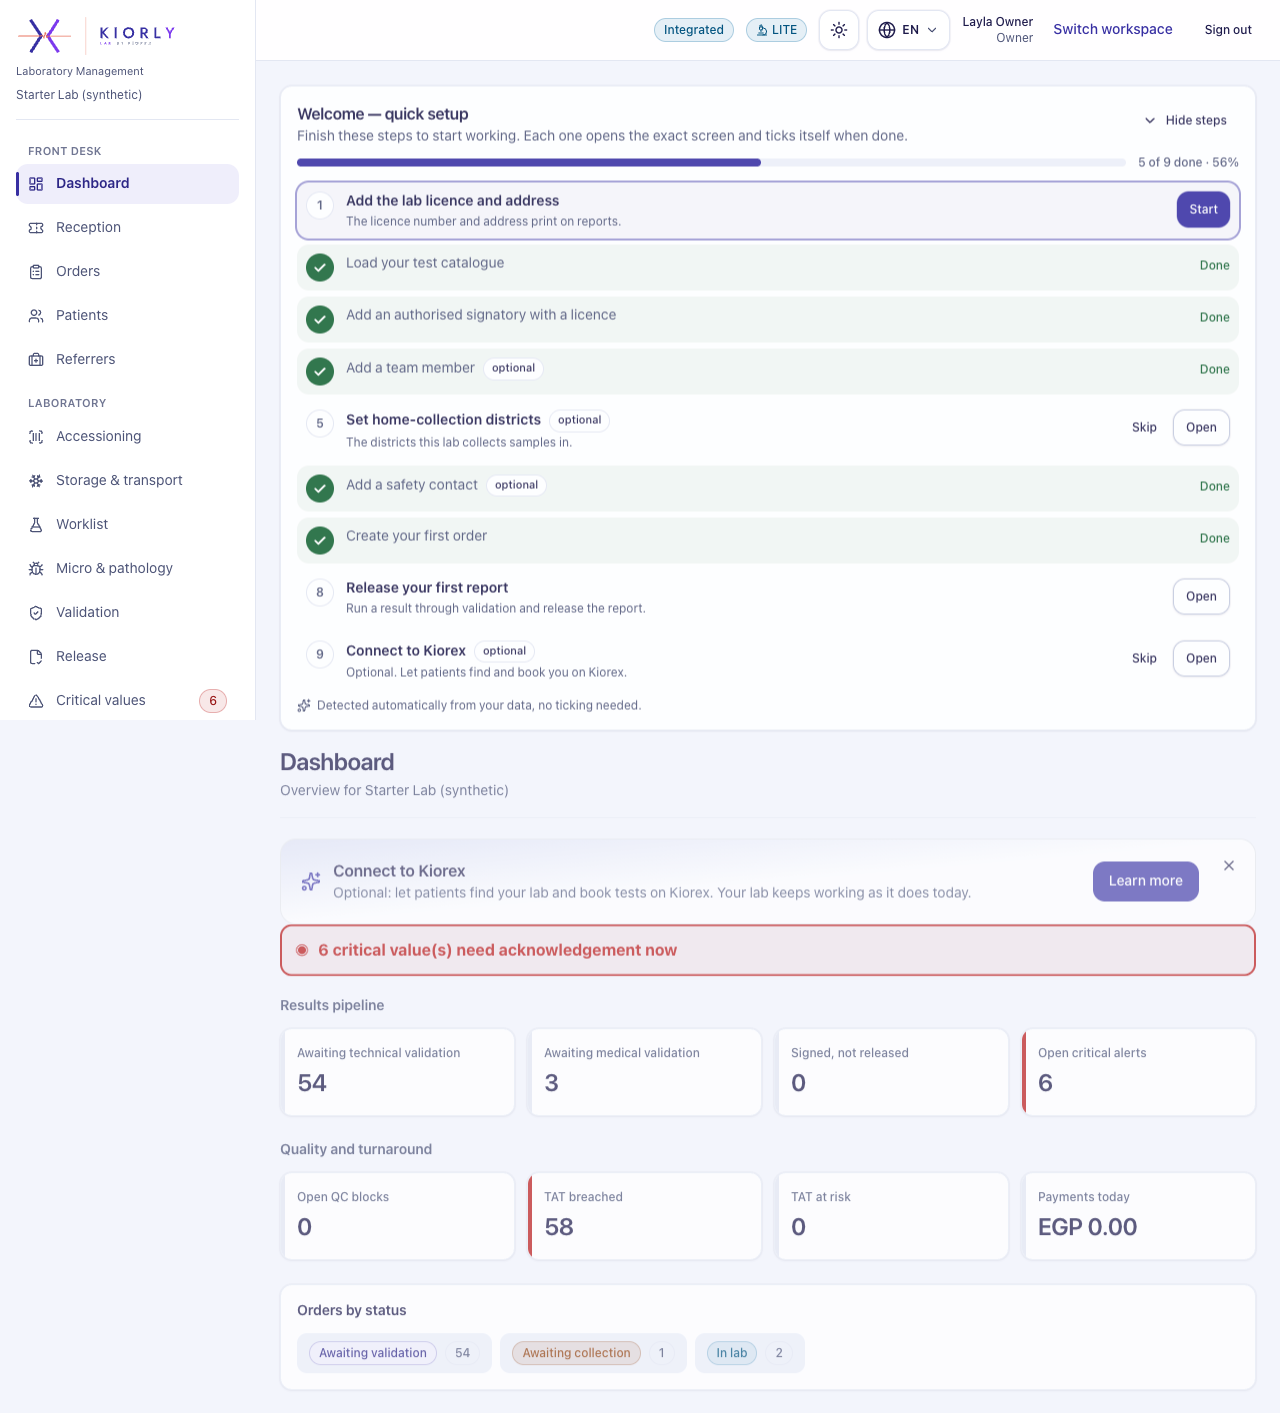 KIORLY
LAB BY KIORLY
Laboratory Management
Starter Lab (synthetic)
FRONT DESK
Dashboard
Reception
Orders
Patients
Referrers
LABORATORY
Accessioning
Storage & transport
Worklist
Micro & pathology
Validation
Release
Critical values 6
Integrated LITE EN Layla Owner Switch workspace Sign out
Owner
Welcome — quick setup
Finish these steps to start working. Each one opens the exact screen and ticks itself when done.
Hide steps
5 of 9 done · 56%
1 Add the lab licence and address
The licence number and address print on reports.
Start
Load your test catalogue Done
Add an authorised signatory with a licence Done
Add a team member optional Done
5 Set home-collection districts optional
The districts this lab collects samples in.
Skip Open
Add a safety contact optional Done
Create your first order Done
8 Release your first report
Run a result through validation and release the report.
Open
9 Connect to Kiorex optional
Optional. Let patients find and book you on Kiorex.
Skip Open
Detected automatically from your data, no ticking needed.
Dashboard
Overview for Starter Lab (synthetic)
Connect to Kiorex
Optional: let patients find your lab and book tests on Kiorex. Your lab keeps working as it does today.
Learn more
6 critical value(s) need acknowledgement now
Results pipeline
Awaiting technical validation
54
Awaiting medical validation
3
Signed, not released
0
Open critical alerts
6
Quality and turnaround
Open QC blocks
0
TAT breached
58
TAT at risk
0
Payments today
EGP 0.00
Orders by status
Awaiting validation 54 Awaiting collection 1 In lab 2